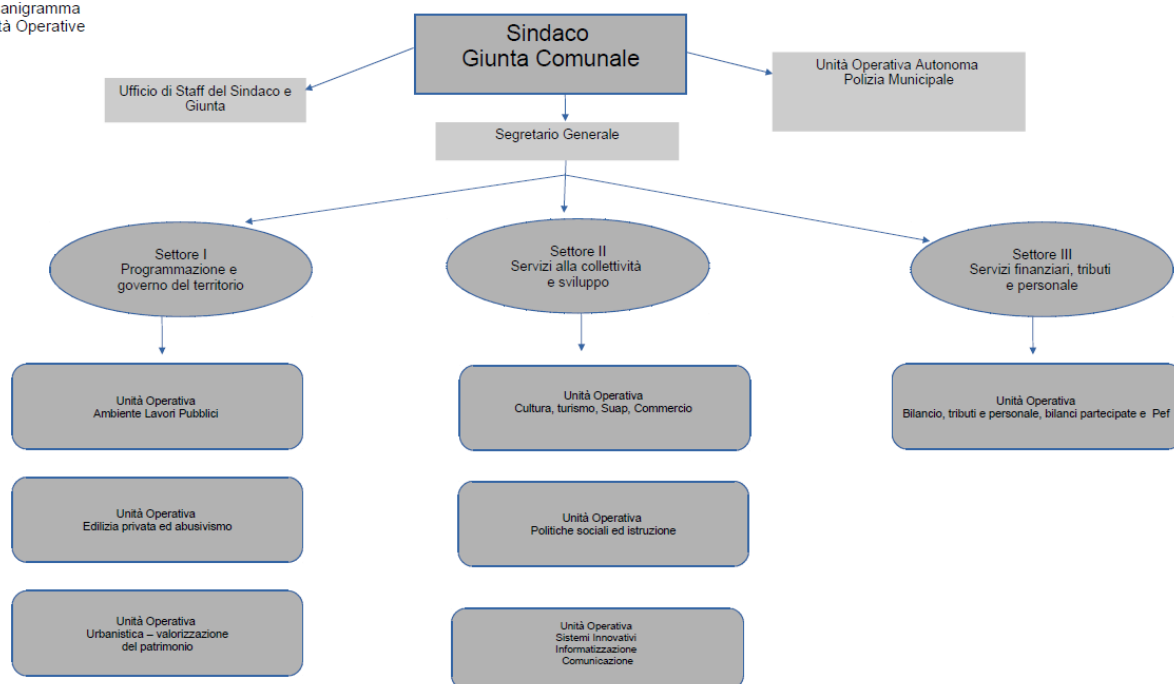 anigramma
tà Operative
Sindaco
Giunta Comunale
Ufficio di Staff del Sindaco e
Giunta
Unità Operativa Autonoma
Polizia Municipale
Segretario Generale
Settore I
Programmazione e
governo del territorio
Settore II
Servizi alla collettività
e sviluppo
Settore III
Servizi finanziari, tributi
e personale
Unità Operativa
Ambiente Lavori Pubblici
Unità Operativa
Cultura, turismo, Suap, Commercio
Unità Operativa
Bilancio, tributi e personale, bilanci partecipate e Pef
Unità Operativa
Edilizia privata ed abusivismo
Unità Operativa
Politiche sociali ed istruzione
Unità Operativa
Urbanistica – valorizzazione
del patrimonio
Unità Operativa
Sistemi Innovativi
Informatizzazione
Comunicazione